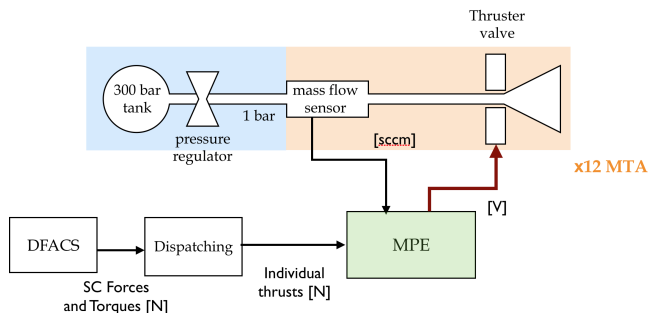 Thruster
valve
300 bar
tank
mass flow
sensor
1 bar
pressure
regulator
[sccm]
x12 MTA
[V]
DFACS
Dispatching
MPE
SC Forces
and Torques [N]
Individual
thrusts [N]